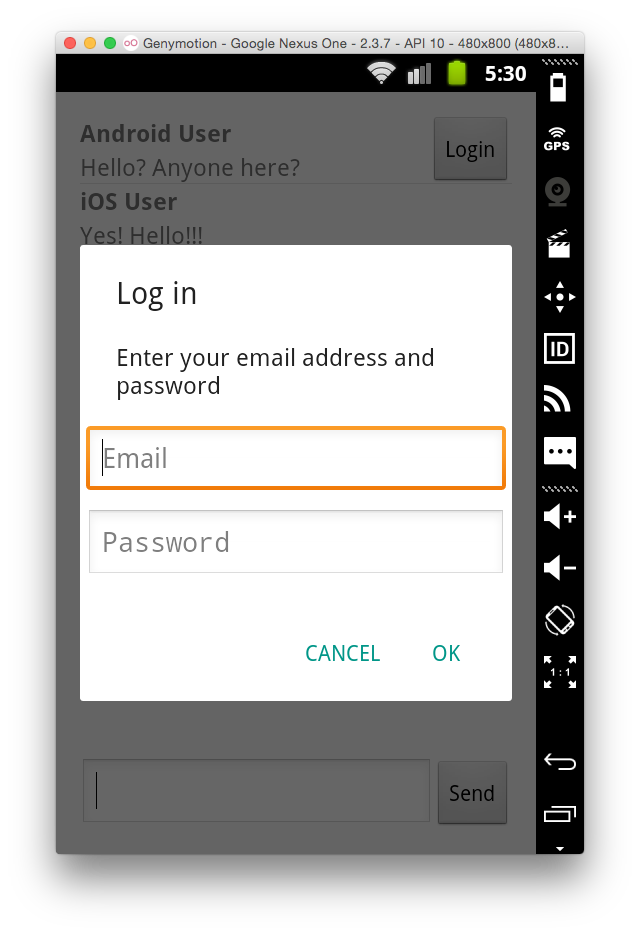 Genymotion - Google Nexus One - 2.3.7 - API 10 - 480x800 (480x8...
5:30
GPS
Android User
Login
Hello? Anyone here?
iOS User
Yes! Hello!!!
Log in
Enter your email address and
password
ID
Email
Password
CANCEL OK
1:1
Send